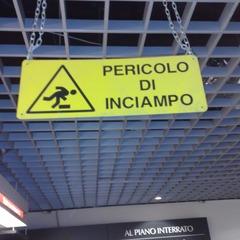 PERICOLO
DI
INCIAMPO
AL PIANO INTERRATO